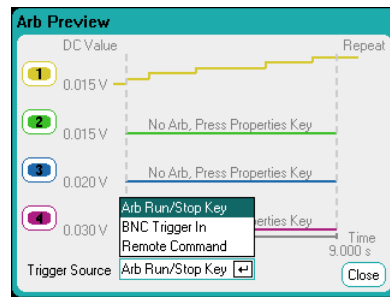 Arb Preview
DC Value
Repeat
1
0.015 V
2
0.015 V
No Arb, Press Properties Key
3
0.020 V
No Arb, Press Properties Key
4
0.030 V
erties Key
Arb Run/Stop Key
BNC Trigger In
Remote Command
Time
9.000 s
Trigger Source
Arb Run/Stop Key
Close